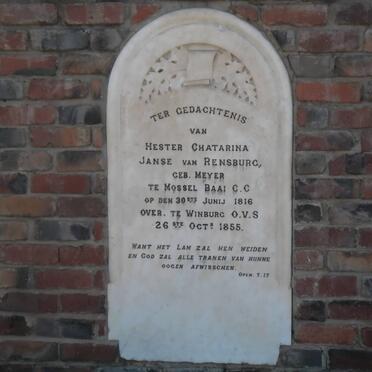 TER GEDACHTENIS
VAN
HESTER CHATARINA
JANSE VAN RENSBURG,
GEB. MEYER
TE MOSSEL BAAI C.C
OP DEN 30STE JUNIJ 1816
OVER. TE WINBURG O.V.S
26STE OCTR. 1855.
WANT HET LAM ZAL HEN WEIDEN
EN GOD ZAL ALLE TRANEN VAN HUNNE
OOGEN AFWISSCHEN.
OPEN. 7. 17